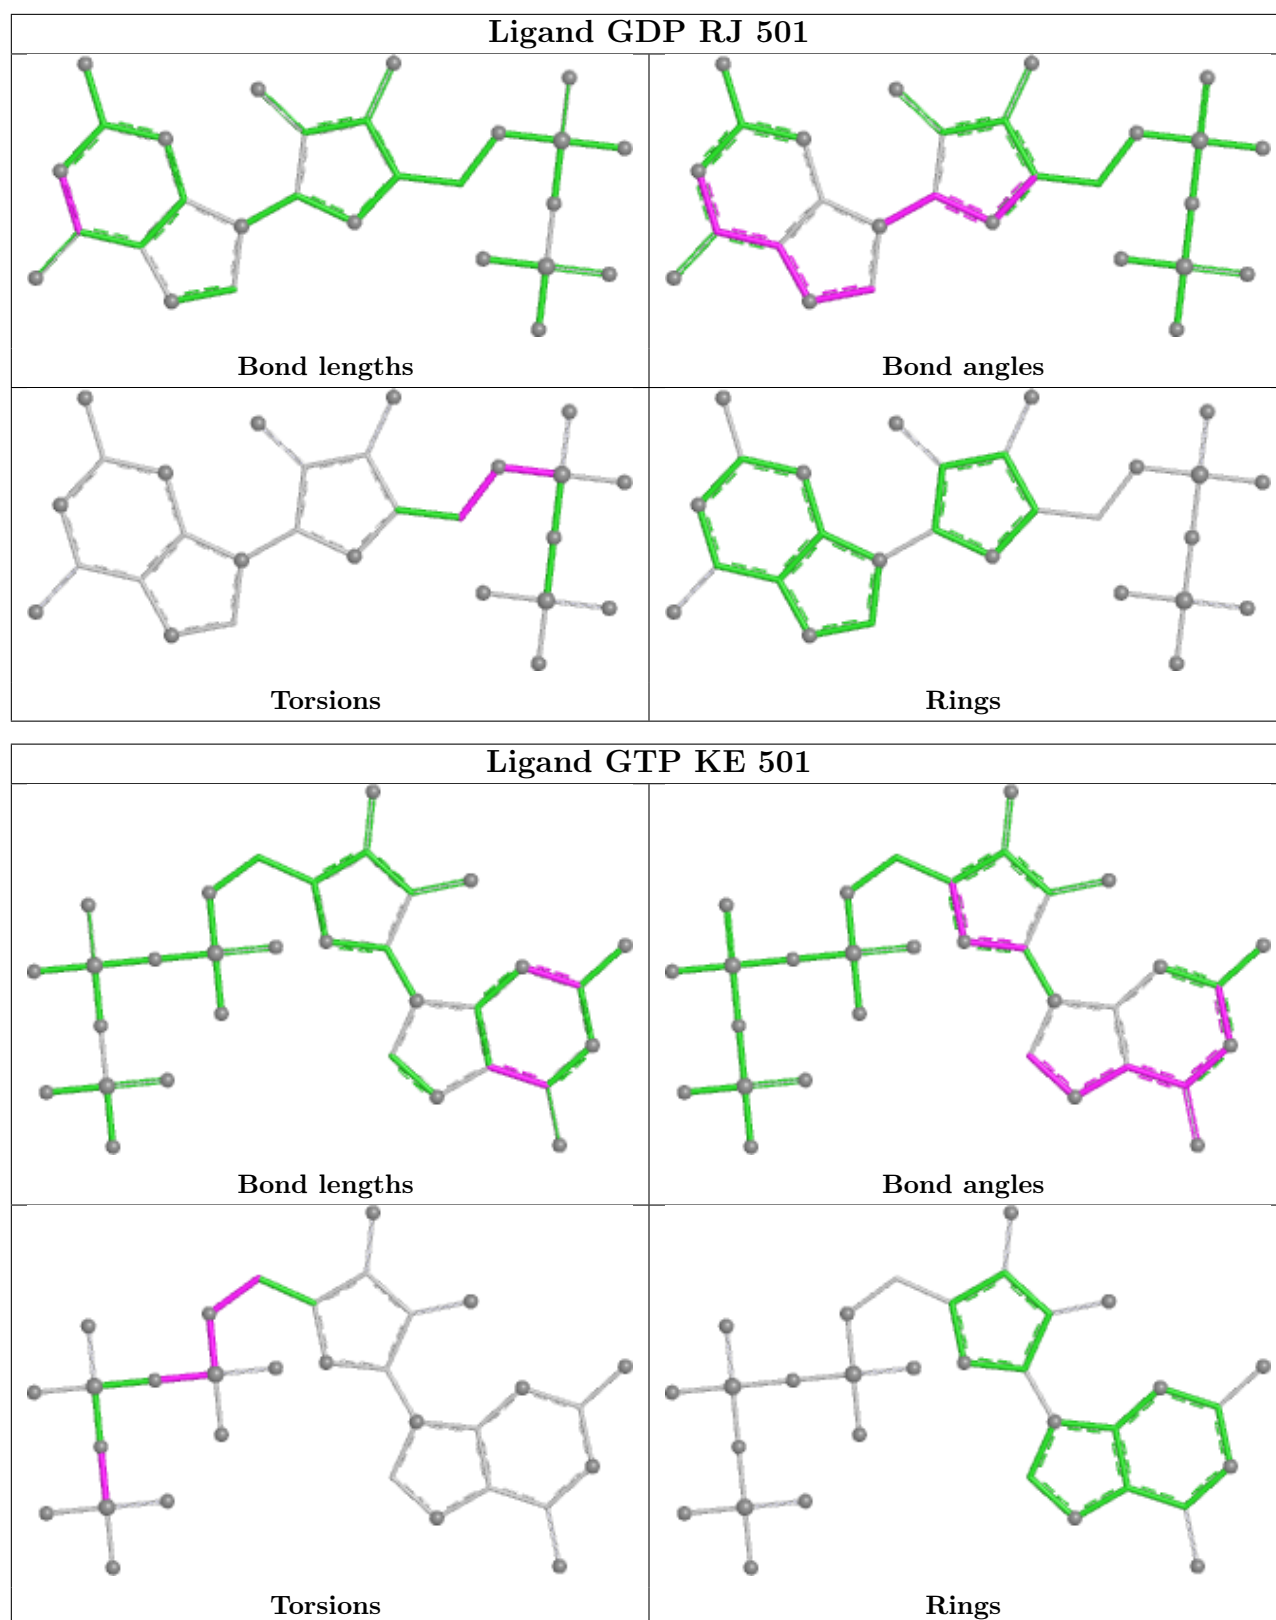 Ligand GDP RJ 501
Bond lengths
Bond angles
Torsions
Rings
Ligand GTP KE 501
Bond lengths
Bond angles
Torsions
Rings